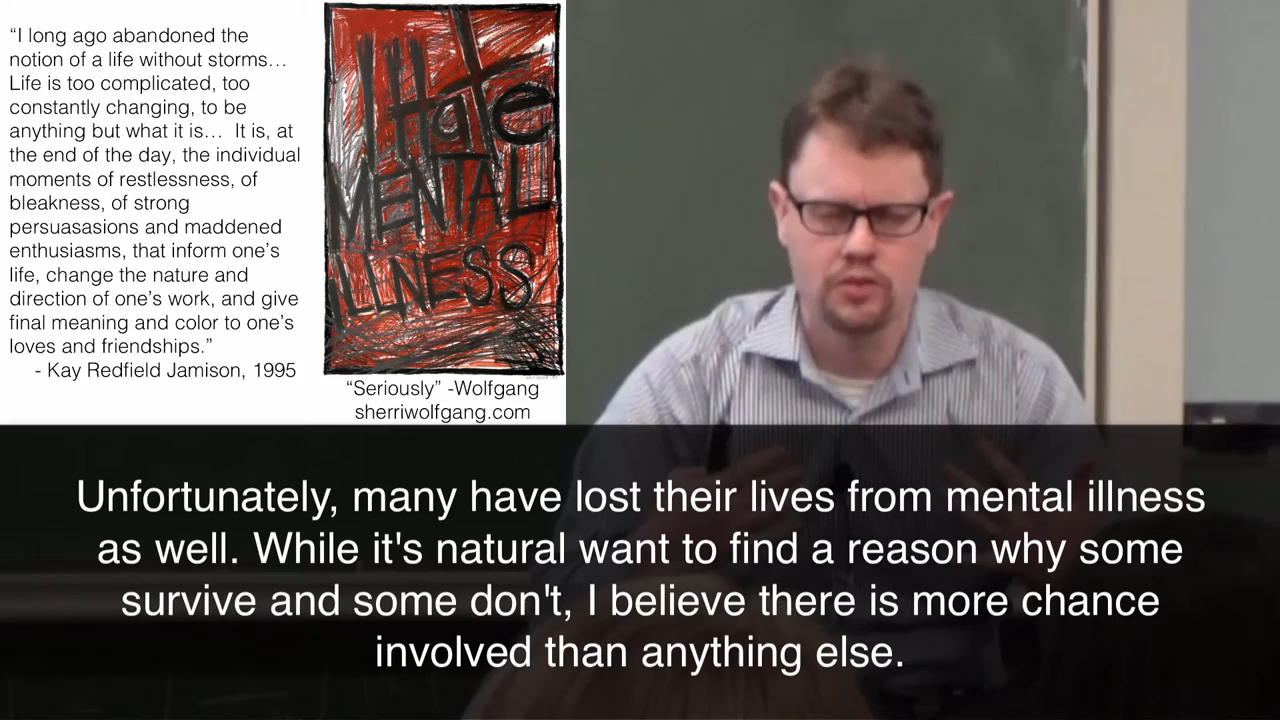 “I long ago abandoned the
notion of a life without storms…
Life is too complicated, too
constantly changing, to be
anything but what it is…  It is, at
the end of the day, the individual
moments of restlessness, of
bleakness, of strong
persuasasions and maddened
enthusiasms, that inform one’s
life, change the nature and
direction of one’s work, and give
final meaning and color to one’s
loves and friendships.”
- Kay Redfield Jamison, 1995
I Hate
MENTAL
ILLNESS
“Seriously” -Wolfgang
sherriwolfgang.com
Unfortunately, many have lost their lives from mental illness
as well. While it's natural want to find a reason why some
survive and some don't, I believe there is more chance
involved than anything else.